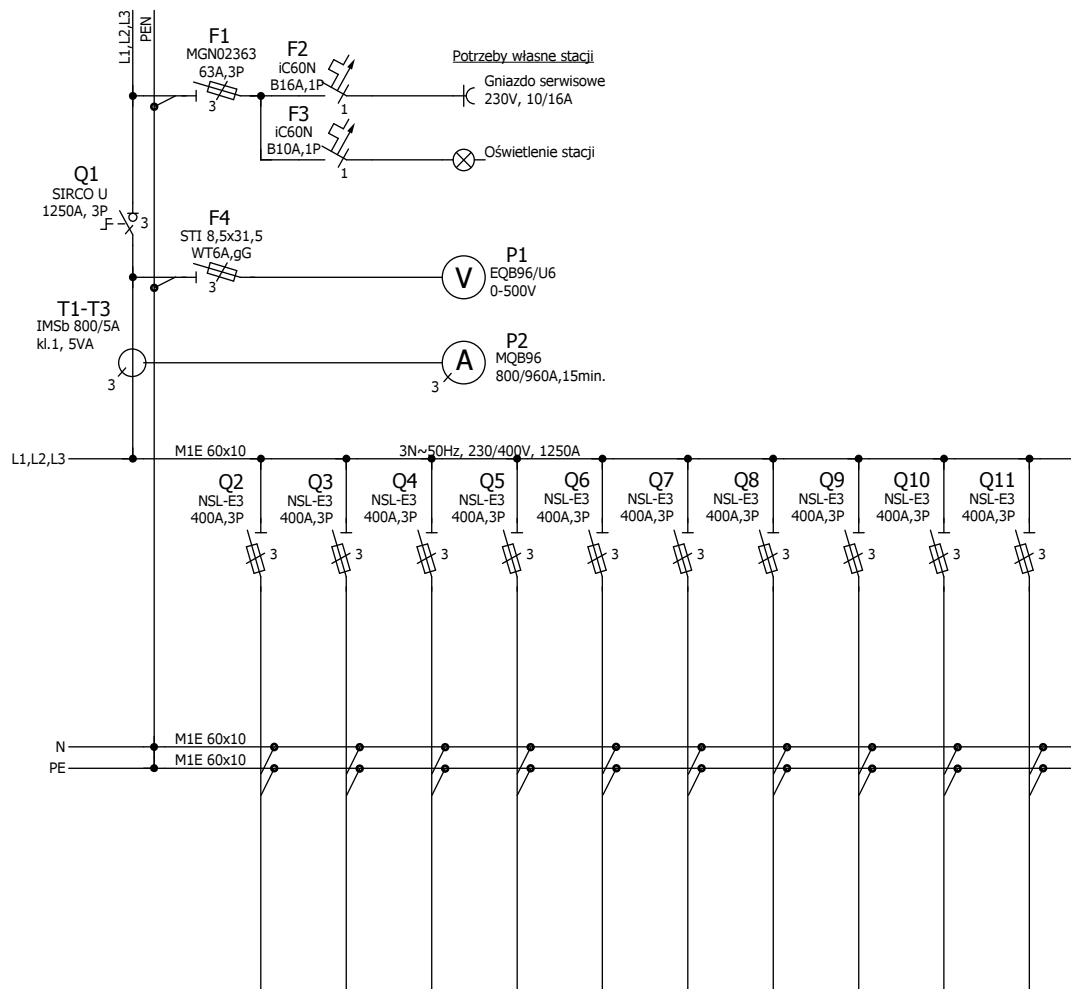 L1,L2,L3
PEN
F1
MGN02363
63A,3P
3
F2
iC60N
B16A,1P
1
Potrzeby własne stacji
Gniazdo serwisowe
230V, 10/16A
F3
iC60N
B10A,1P
1
Oświetlenie stacji
Q1
SIRCO U
1250A, 3P
3
F4
STI 8,5x31,5
WT6A,gG
3
V
P1
EQB96/U6
0-500V
T1-T3
IMSb 800/5A
kl.1, 5VA
3
A
3
P2
MQB96
800/960A,15min.
L1,L2,L3
M1E 60x10
3N~50Hz, 230/400V, 1250A
Q2
NSL-E3
400A,3P
3
Q3
NSL-E3
400A,3P
3
Q4
NSL-E3
400A,3P
3
Q5
NSL-E3
400A,3P
3
Q6
NSL-E3
400A,3P
3
Q7
NSL-E3
400A,3P
3
Q8
NSL-E3
400A,3P
3
Q9
NSL-E3
400A,3P
3
Q10
NSL-E3
400A,3P
3
Q11
NSL-E3
400A,3P
3
N
M1E 60x10
PE
M1E 60x10